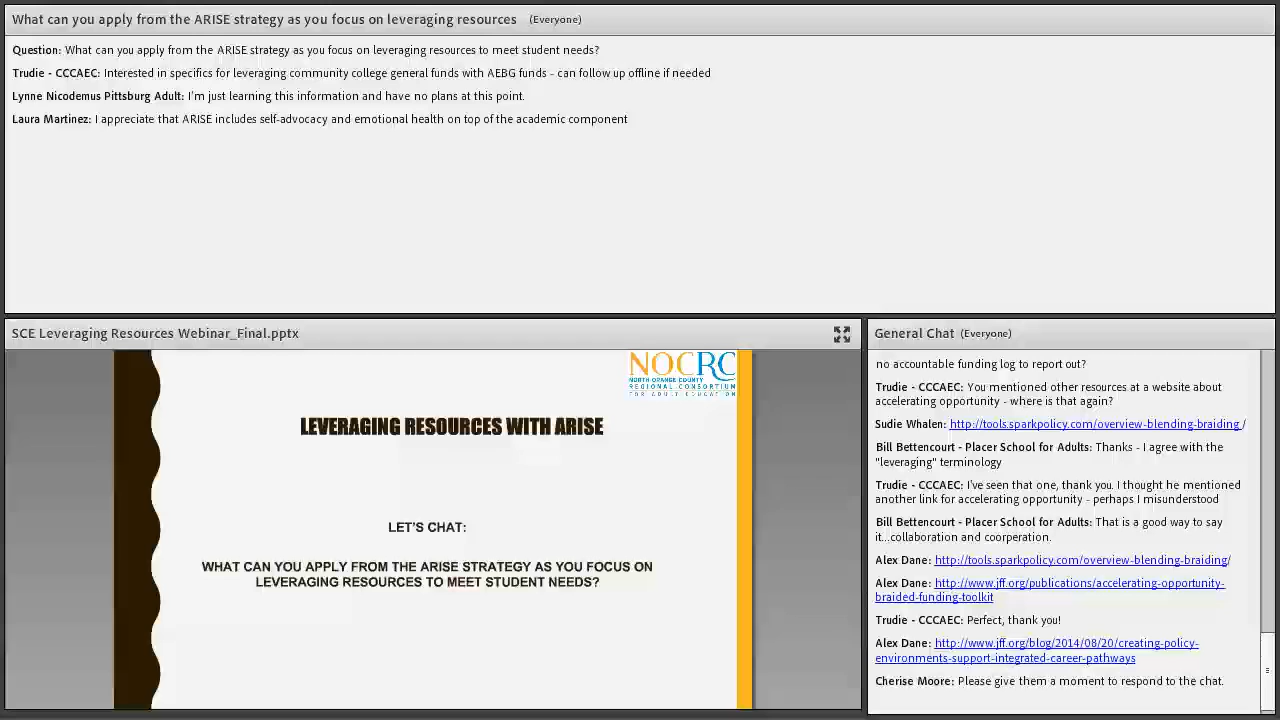 What can you apply from the ARISE strategy as you focus on leveraging resources (Everyone)
Question: What can you apply from the ARISE strategy as you focus on leveraging resources to meet student needs?
Trudie - CCCAEC: Interested in specifics for leveraging community college general funds with AEBG funds - can follow up offline if needed
Lynne Nicodemus Pittsburg Adult: I'm just learning this information and have no plans at this point.
Laura Martinez: I appreciate that ARISE includes self-advocacy and emotional health on top of the academic component
SCE Leveraging Resources Webinar_Final.pptx
NOCRC
NORTH ORANGE COUNTY
REGIONAL CONSORTIUM
FOR ADULT EDUCATION
LEVERAGING RESOURCES WITH ARISE
LET'S CHAT:
WHAT CAN YOU APPLY FROM THE ARISE STRATEGY AS YOU FOCUS ON
LEVERAGING RESOURCES TO MEET STUDENT NEEDS?
General Chat (Everyone)
no accountable funding log to report out?
Trudie - CCCAEC: You mentioned other resources at a website about
accelerating opportunity - where is that again?
Sudie Whalen: http://tools.sparkpolicy.com/overview-blending-braiding /
Bill Bettencourt - Placer School for Adults: Thanks - I agree with the
"leveraging" terminology
Trudie - CCCAEC: I've seen that one, thank you. I thought he mentioned
another link for accelerating opportunity - perhaps I misunderstood
Bill Bettencourt - Placer School for Adults: That is a good way to say
it...collaboration and coorperation.
Alex Dane: http://tools.sparkpolicy.com/overview-blending-braiding/
Alex Dane: http://www.jff.org/publications/accelerating-opportunity-
braided-funding-toolkit
Trudie - CCCAEC: Perfect, thank you!
Alex Dane: http://www.jff.org/blog/2014/08/20/creating-policy-
environments-support-integrated-career-pathways
Cherise Moore: Please give them a moment to respond to the chat.